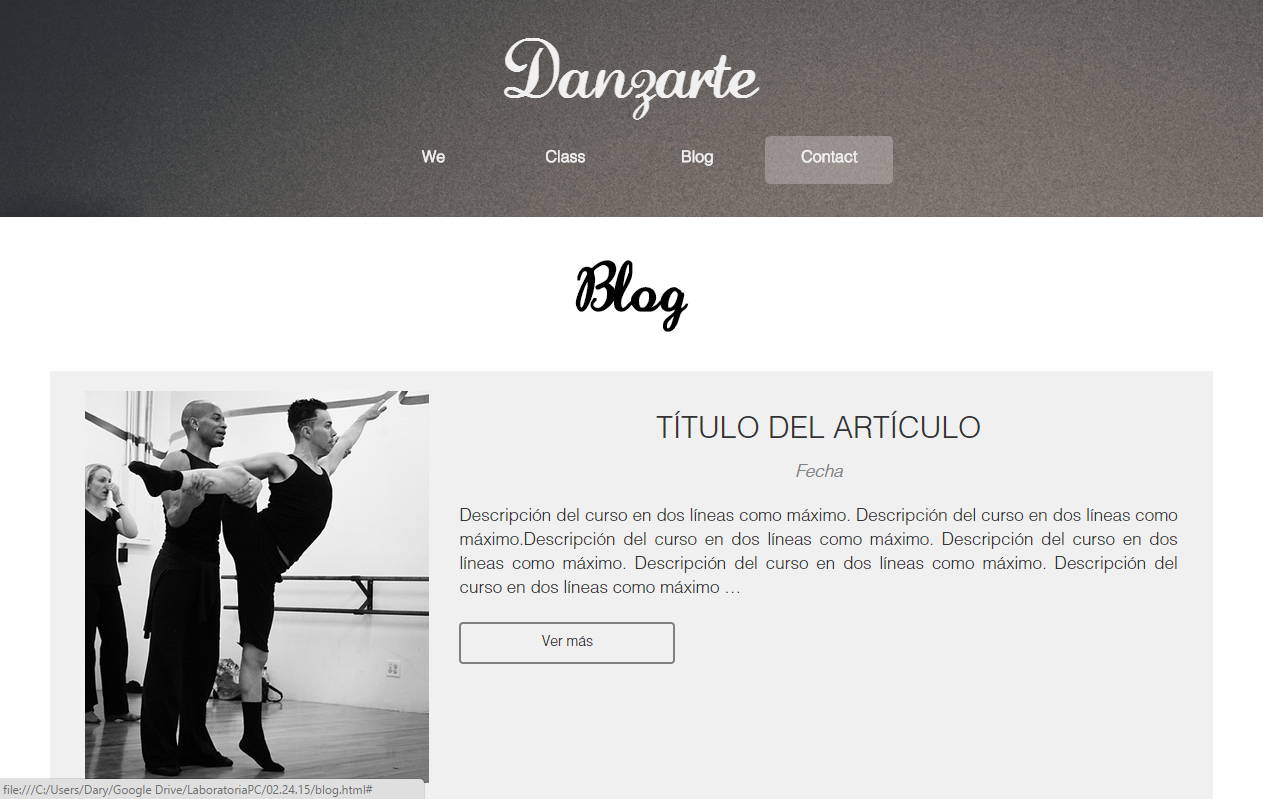 Danzarte
We Class Blog Contact
Blog
TÍTULO DEL ARTÍCULO
Fecha
Descripción del curso en dos líneas como máximo. Descripción del curso en dos líneas como
máximo.Descripción del curso en dos líneas como máximo. Descripción del curso en dos
líneas como máximo. Descripción del curso en dos líneas como máximo. Descripción del
curso en dos líneas como máximo ...
Ver más
file:///C:/Users/Dary/Google Drive/LaboratoriaPC/02.24.15/blog.html#